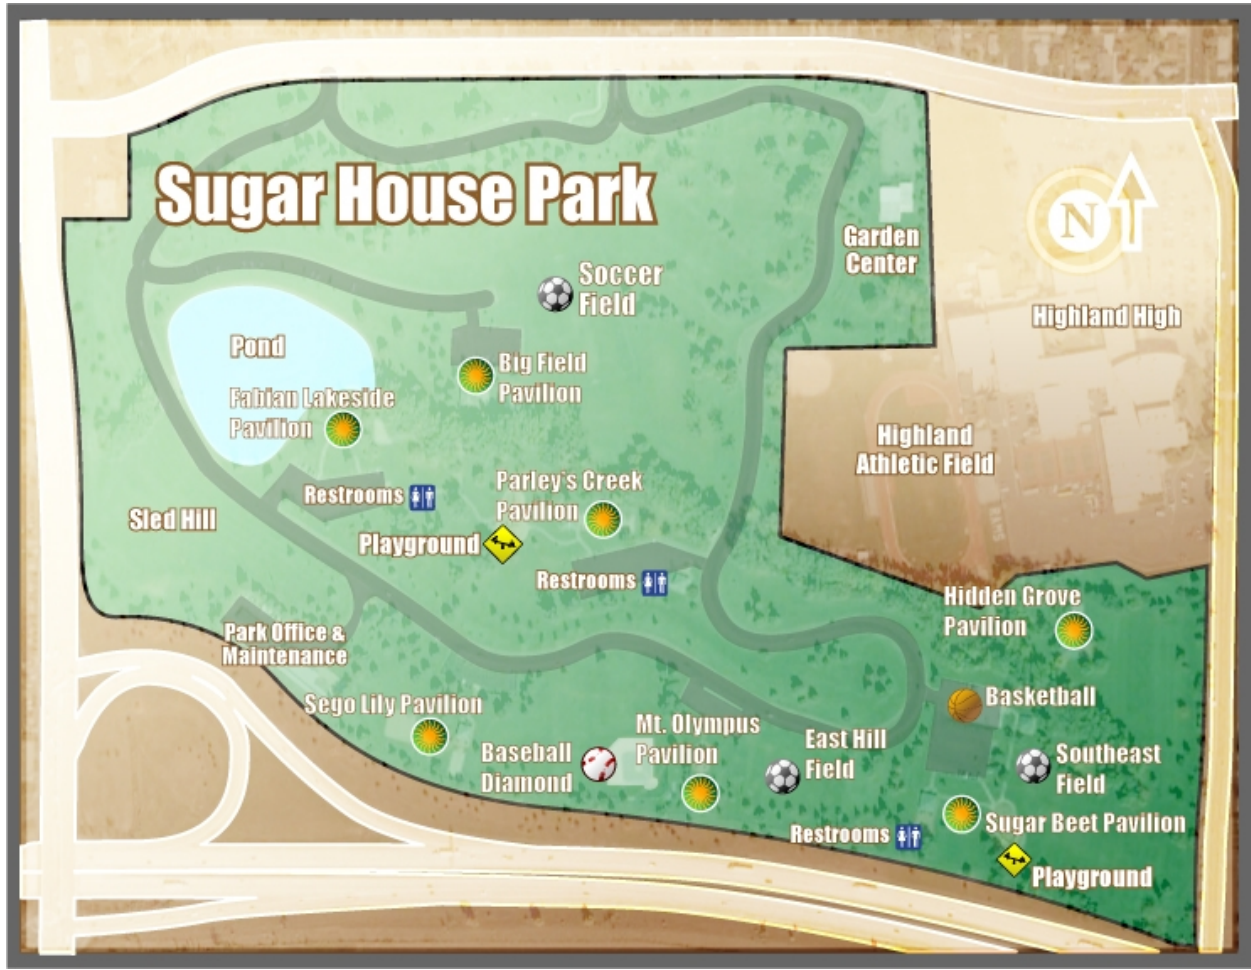 Sugar House Park
N
Garden
Center
Soccer
Field
Highland High
Pond
Big Field
Pavilion
Fabian Lakeside
Pavilion
Highland
Athletic Field
Parley's Creek
Pavilion
Restrooms
Sled Hill
Playground
Restrooms
Hidden Grove
Pavilion
Park Office &
Maintenance
Basketball
Sego Lily Pavilion
Mt. Olympus
Pavilion
Baseball
Diamond
East Hill
Field
Southeast
Field
Restrooms
Sugar Beet Pavilion
Playground